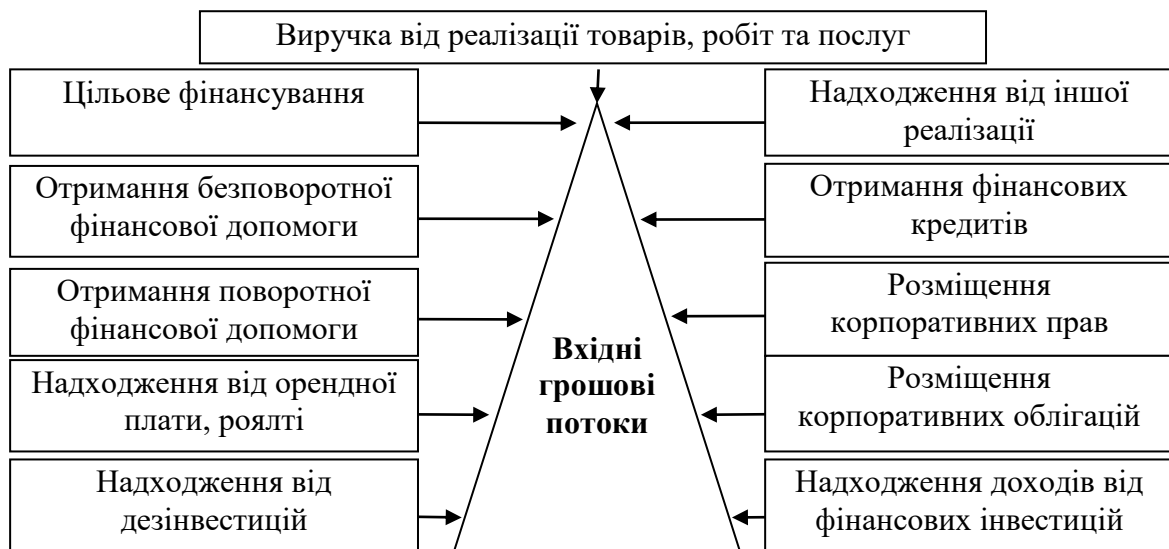 Виручка від реалізації товарів, робіт та послуг
Цільове фінансування
Надходження від іншої
реалізації
Отримання безповоротної
фінансової допомоги
Отримання фінансових
кредитів
Отримання поворотної
фінансової допомоги
Розміщення
корпоративних прав
Вхідні
грошові
потоки
Надходження від орендної
плати, роялті
Розміщення
корпоративних облігацій
Надходження від
дезінвестицій
Надходження доходів від
фінансових інвестицій